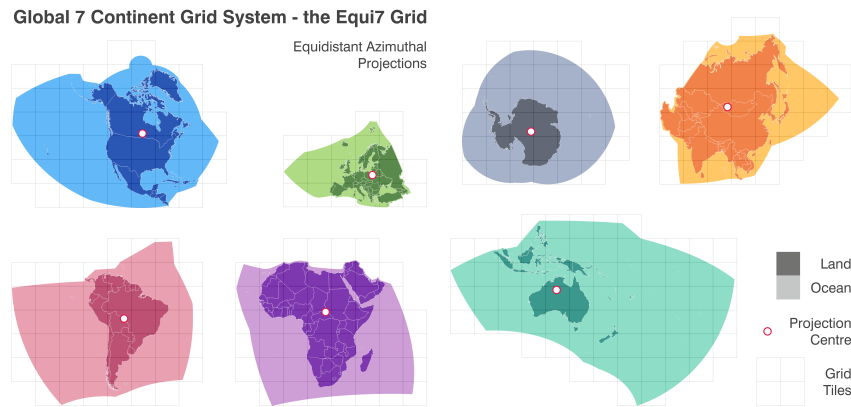 Global 7 Continent Grid System - the Equi7 Grid
Equidistant Azimuthal
Projections
Land
Ocean
Projection
Centre
Grid
Tiles